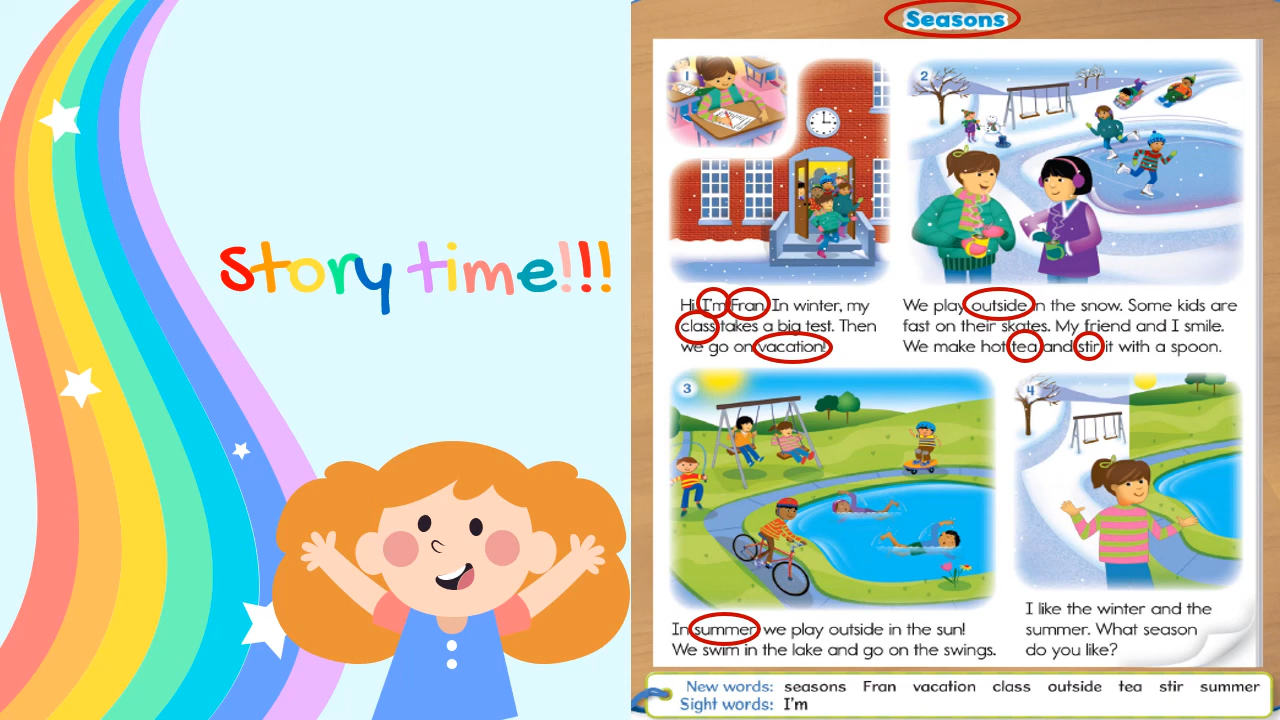 Story time!!!
Seasons
1
Hi, I'm Fran. In winter, my
class takes a big test. Then
we go on vacation!
2
We play outside in the snow. Some kids are
fast on their skates. My friend and I smile.
We make hot tea and stir it with a spoon.
3
In summer, we play outside in the sun!
We swim in the lake and go on the swings.
4
I like the winter and the
summer. What season
do you like?
New words: seasons Fran vacation class outside tea stir summer
Sight words: I'm